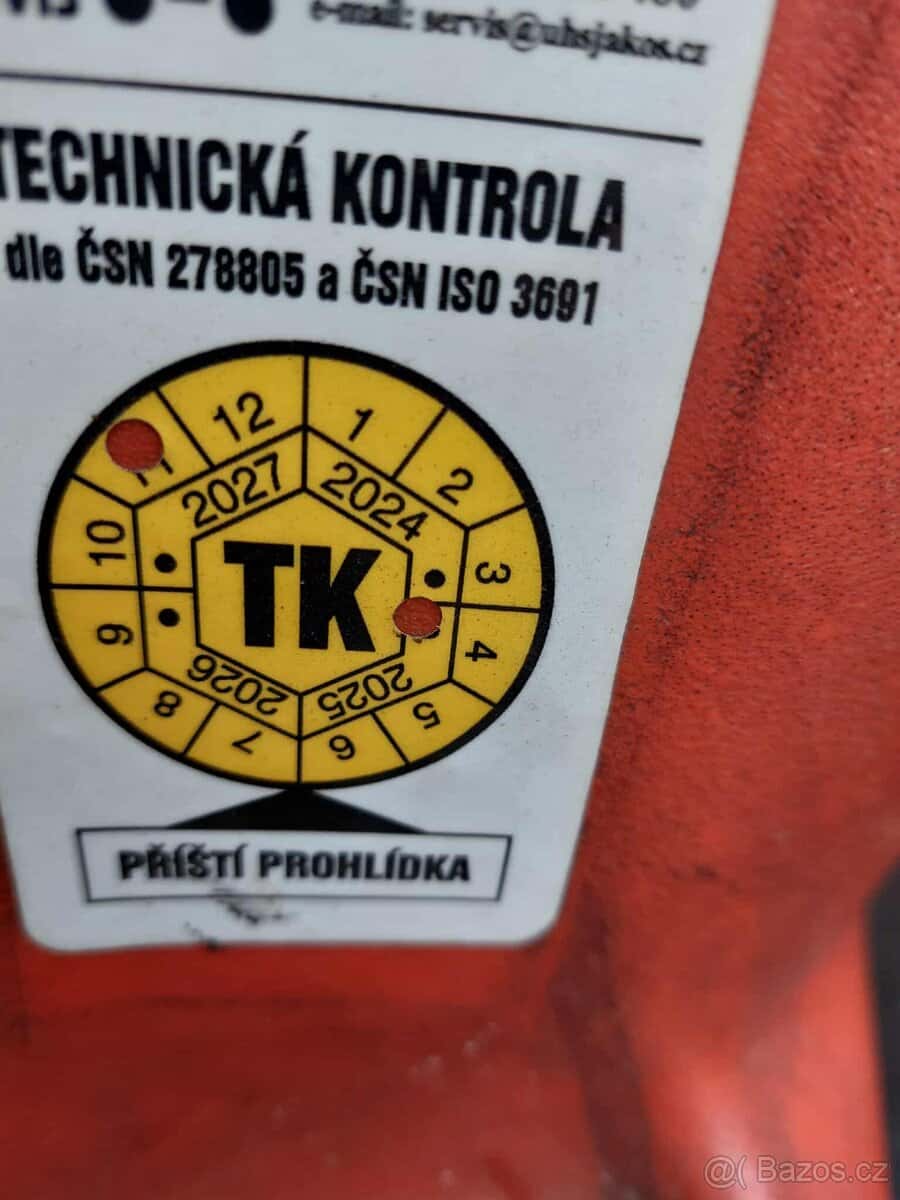 e-mail: servis@uhsjakos.cz
TECHNICKÁ KONTROLA
dle ČSN 278805 a ČSN ISO 3691
12 1
2
3
4
5
6
7
8
9
10
11
2027 2024
TK
2026 2025
PŘÍŠTÍ PROHLÍDKA
@( Bazos.cz